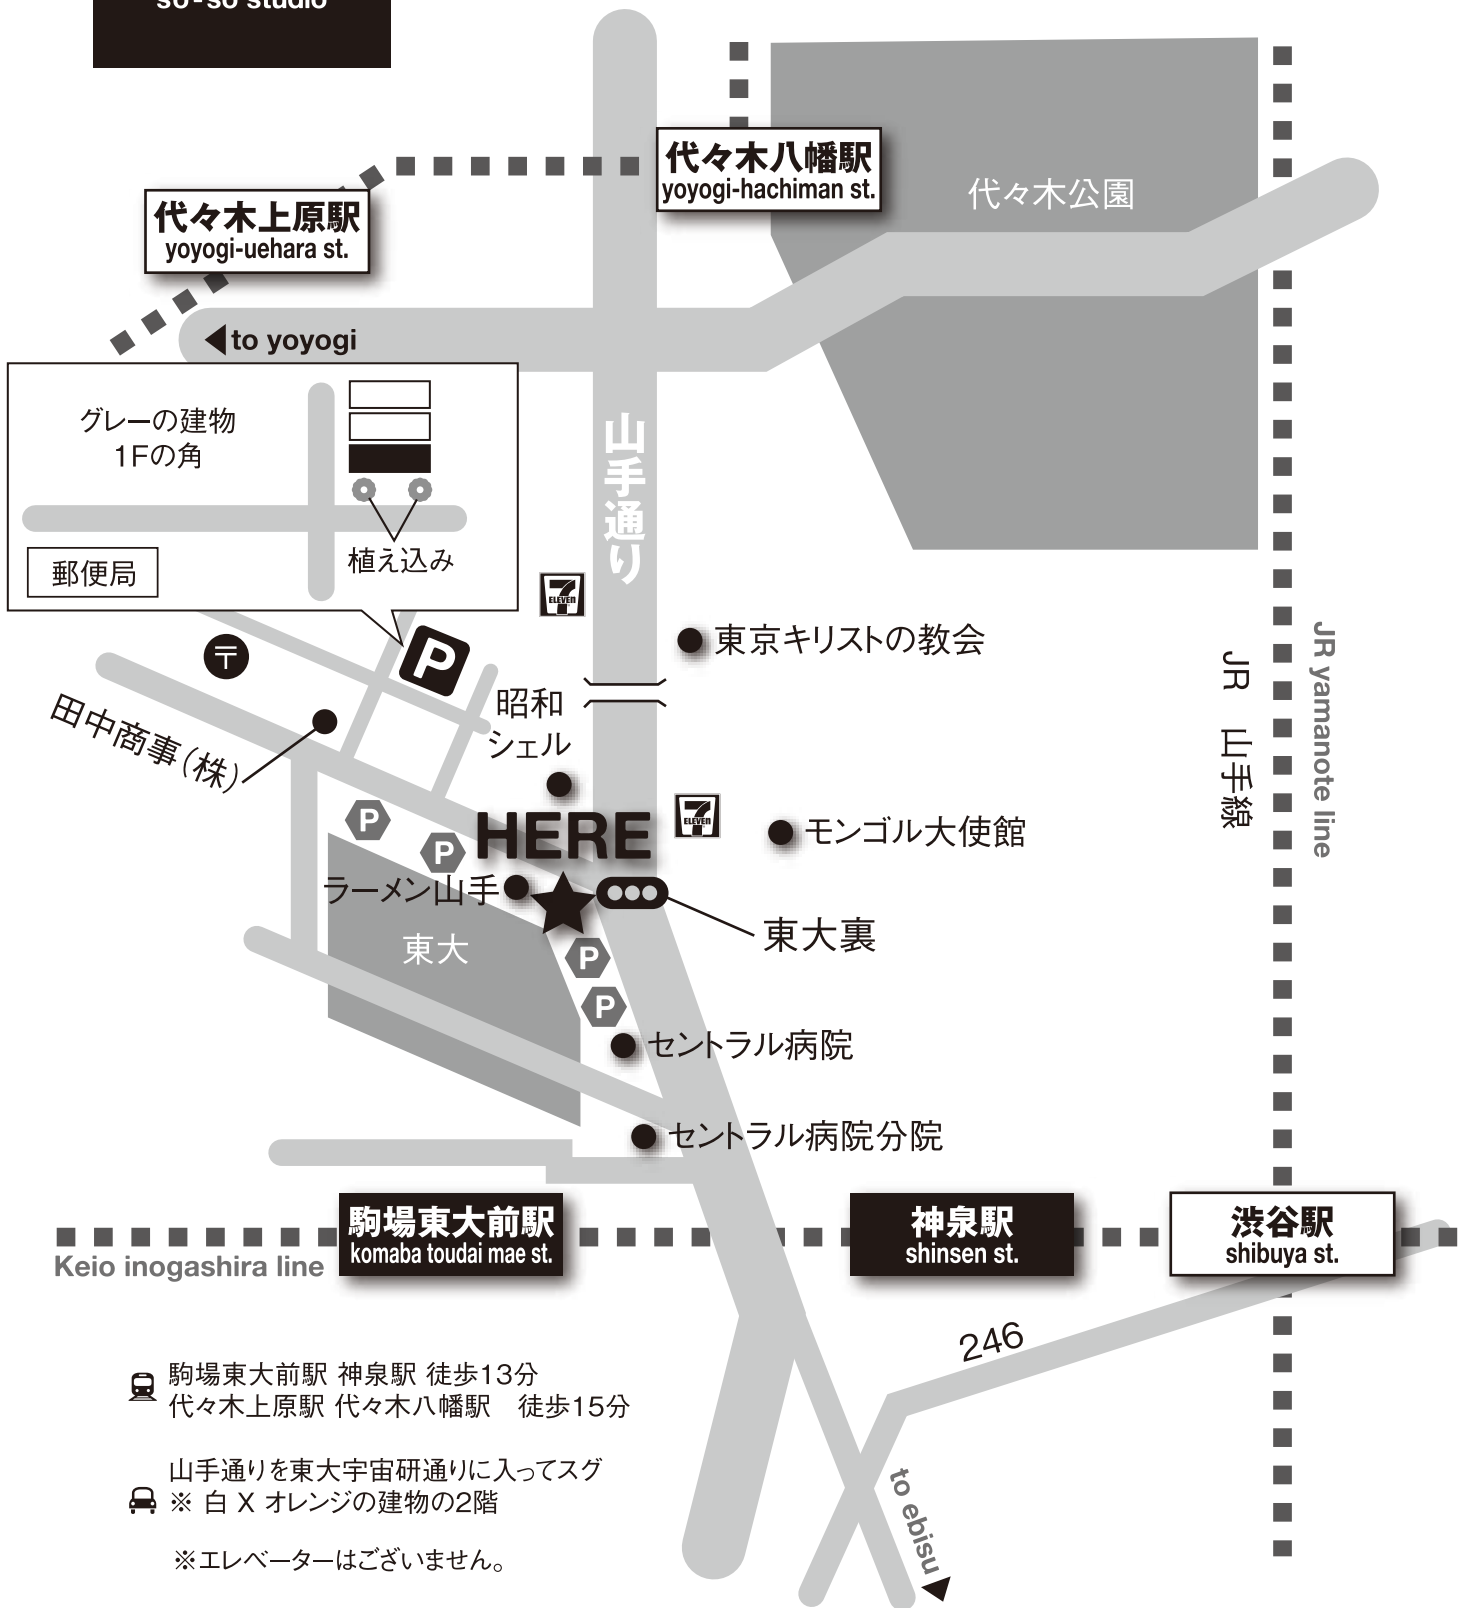 so-so studio
代々木八幡駅
yoyogi-hachiman st.
代々木公園
代々木上原駅
yoyogi-uehara st.
to yoyogi
グレーの建物
1Fの角
植え込み
郵便局
山手通り
7
ELEVEN
東京キリストの教会
〒
P
昭和
シェル
田中商事(株)
JR 山手線
JR yamanote line
P
P
HERE
7
ELEVEN
モンゴル大使館
ラーメン山手
東大裏
東大
P
P
セントラル病院
セントラル病院分院
駒場東大前駅
komaba toudai mae st.
神泉駅
shinsen st.
渋谷駅
shibuya st.
Keio inogashira line
246
駒場東大前駅 神泉駅 徒歩13分
代々木上原駅 代々木八幡駅　徒歩15分
山手通りを東大宇宙研通りに入ってスグ
※ 白 X オレンジの建物の2階
※エレベーターはございません。
to ebisu